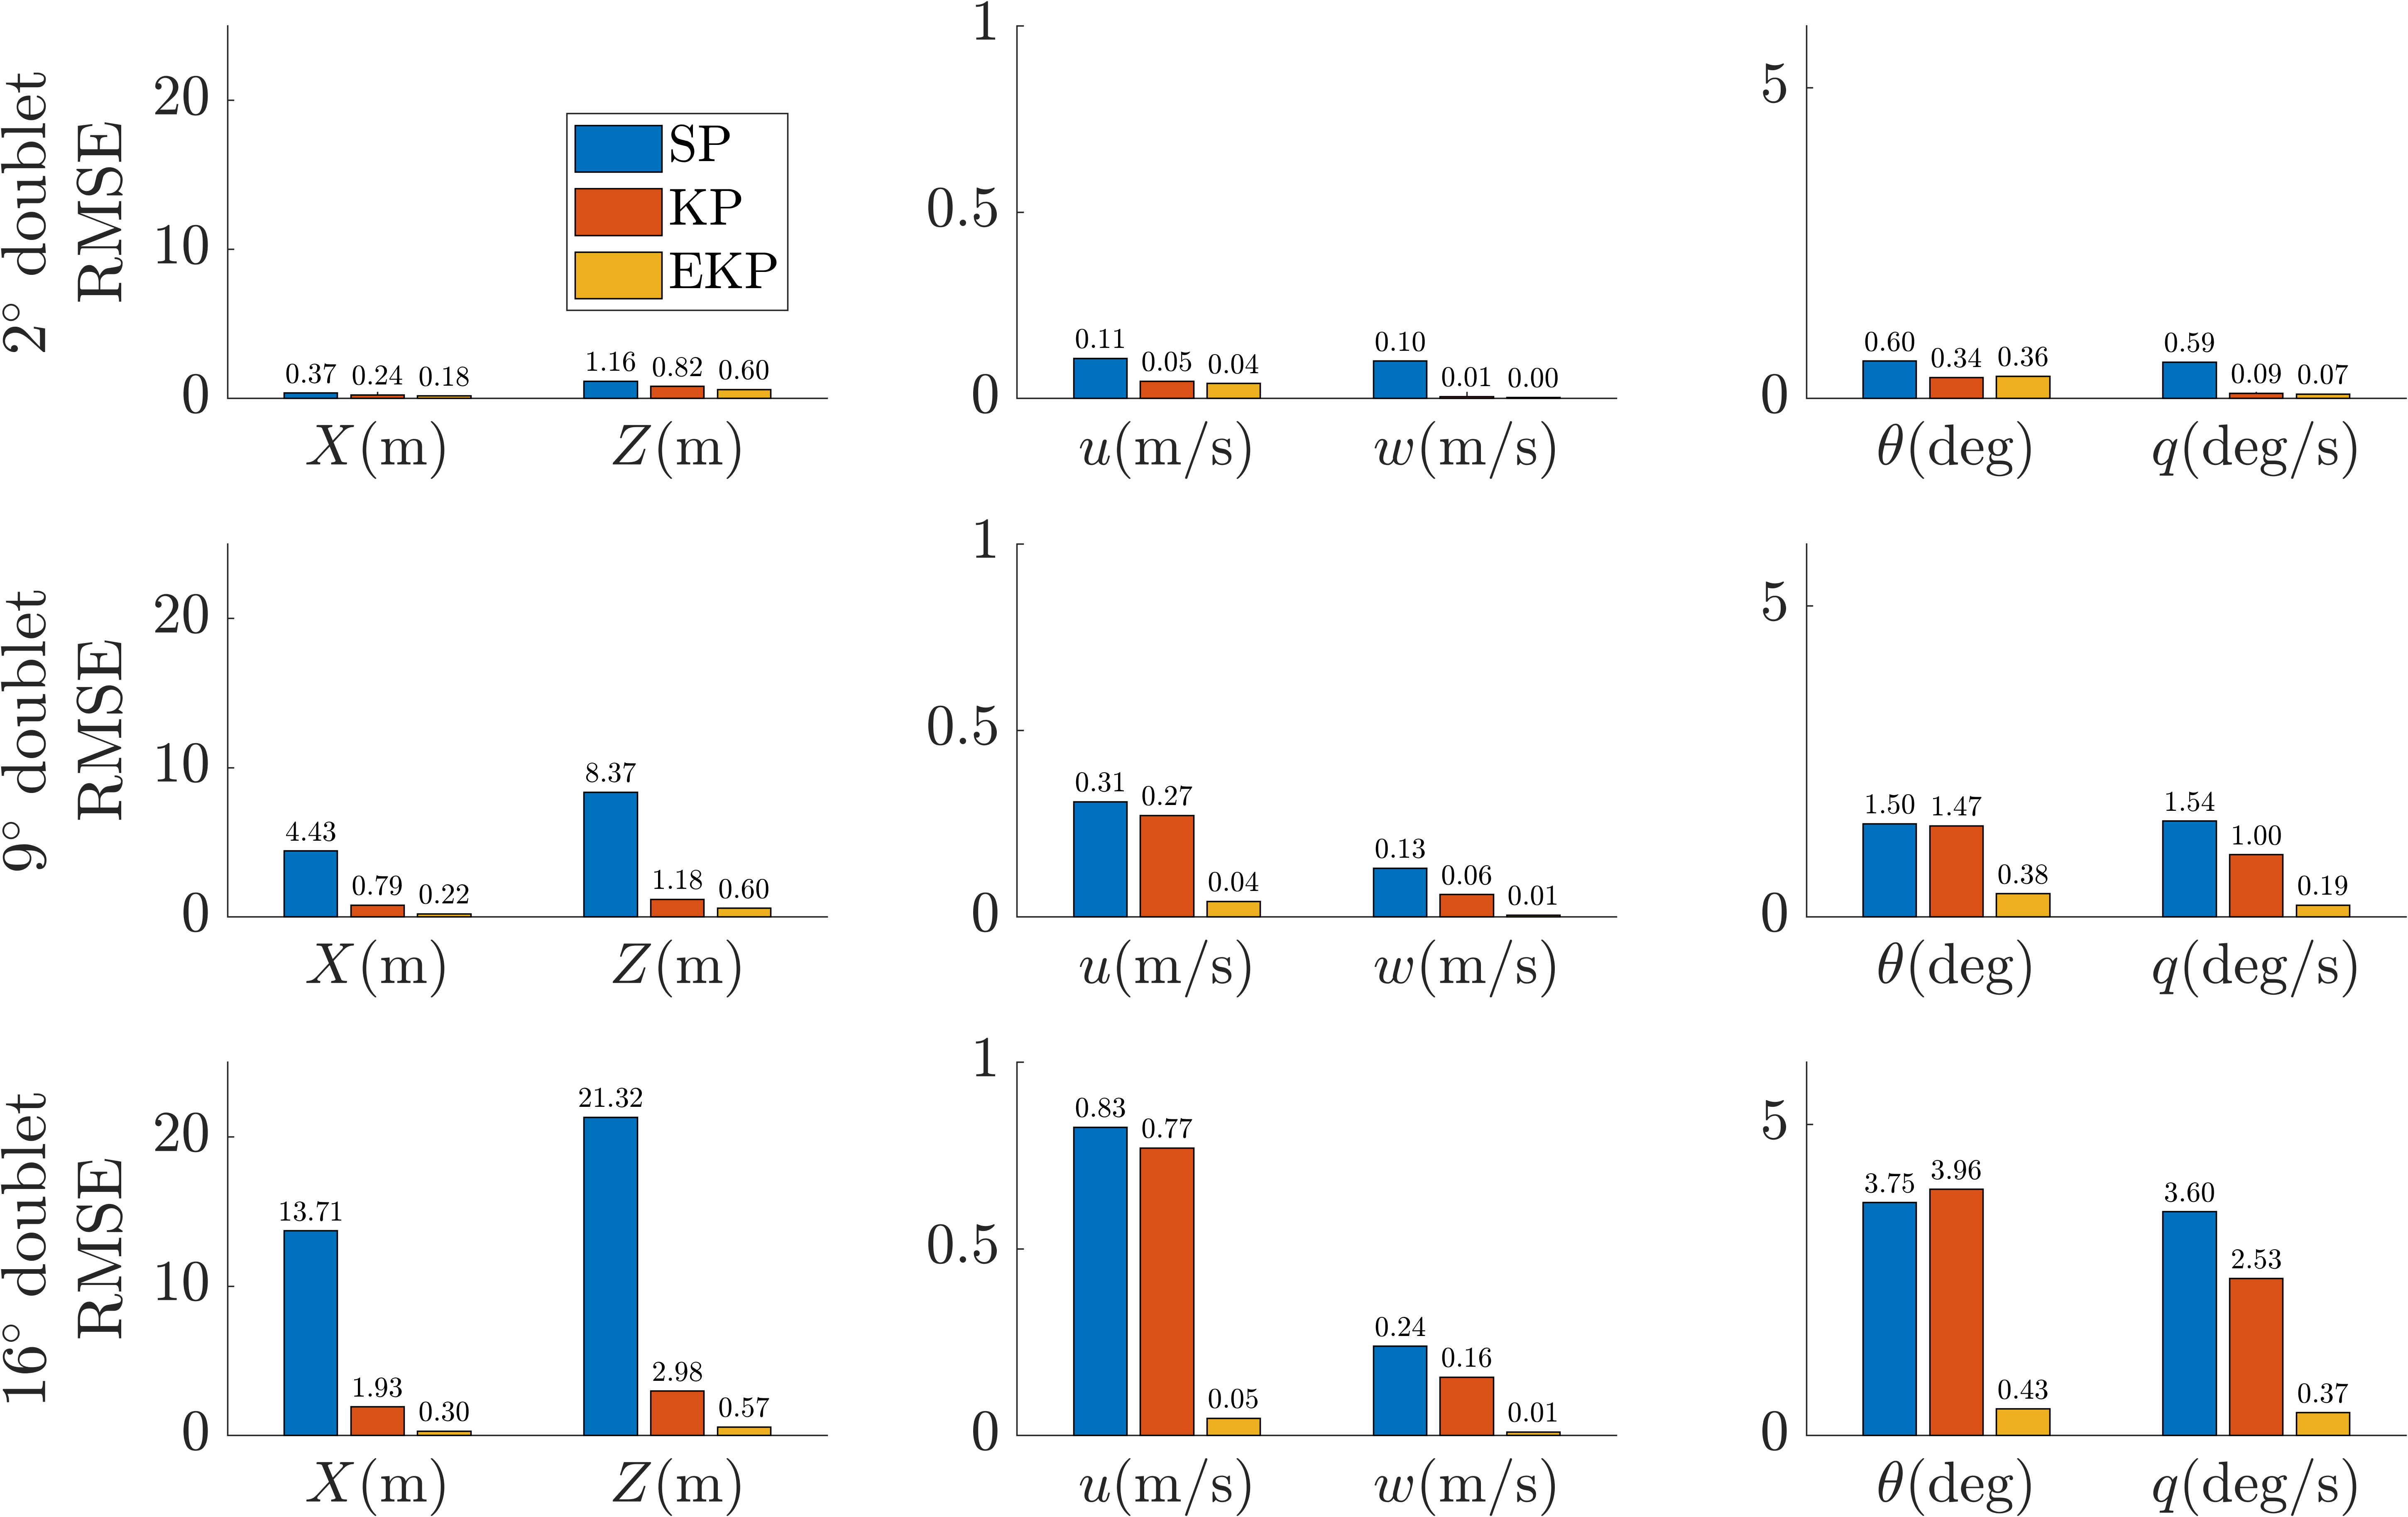 2° doublet
RMSE
20
10
0
SP
KP
EKP
0.37 0.24 0.18
1.16 0.82 0.60
X(m) Z(m)
1
0.5
0
0.11 0.05 0.04
0.10 0.01 0.00
u(m/s) w(m/s)
5
0
0.60 0.34 0.36
0.59 0.09 0.07
θ(deg) q(deg/s)
9° doublet
RMSE
20
10
0
4.43 0.79 0.22
8.37 1.18 0.60
X(m) Z(m)
1
0.5
0
0.31 0.27 0.04
0.13 0.06 0.01
u(m/s) w(m/s)
5
0
1.50 1.47 0.38
1.54 1.00 0.19
θ(deg) q(deg/s)
16° doublet
RMSE
20
10
0
13.71 1.93 0.30
21.32 2.98 0.57
X(m) Z(m)
1
0.5
0
0.83 0.77 0.05
0.24 0.16 0.01
u(m/s) w(m/s)
5
0
3.75 3.96 0.43
3.60 2.53 0.37
θ(deg) q(deg/s)